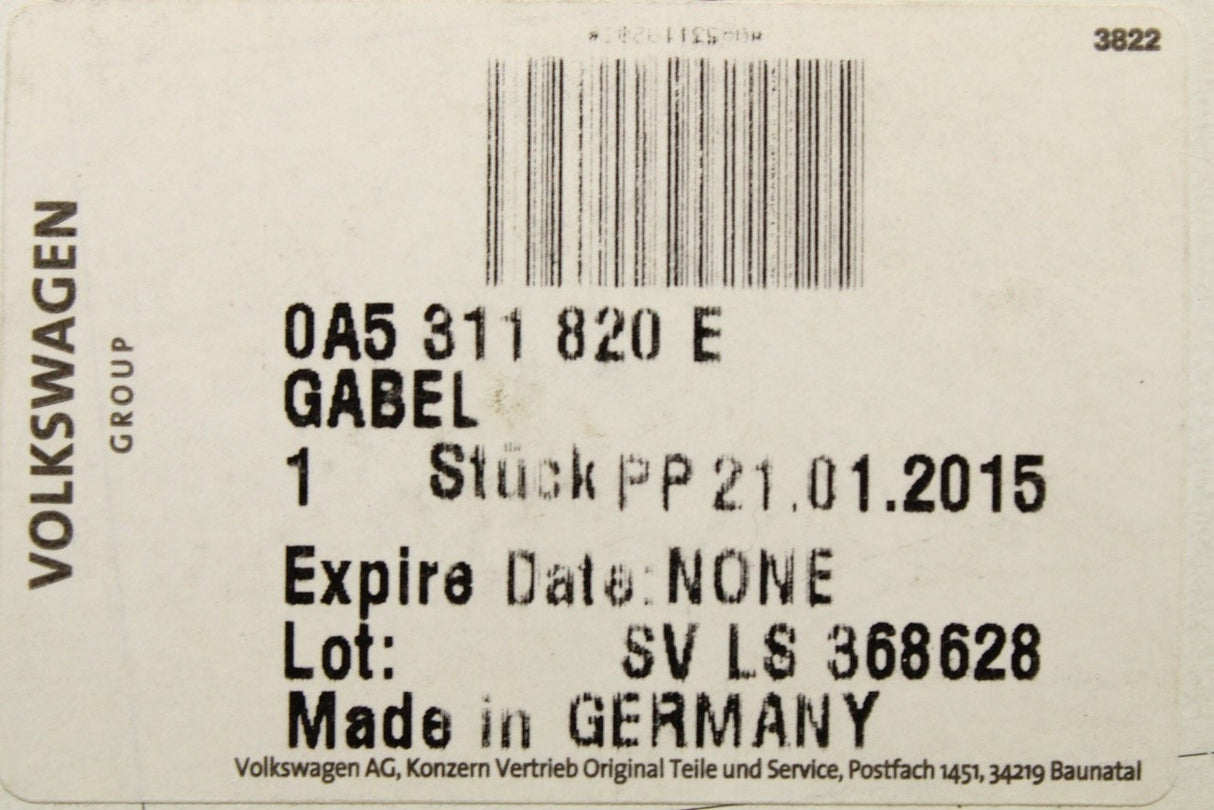 3822
0A5 311 820 E
GABEL
1 Stück PP 21.01.2015
Expire Date: NONE
Lot: SV LS 368628
Made in GERMANY
Volkswagen AG, Konzern Vertrieb Original Teile und Service, Postfach 1451, 34219 Baunatal
VOLKSWAGEN
GROUP